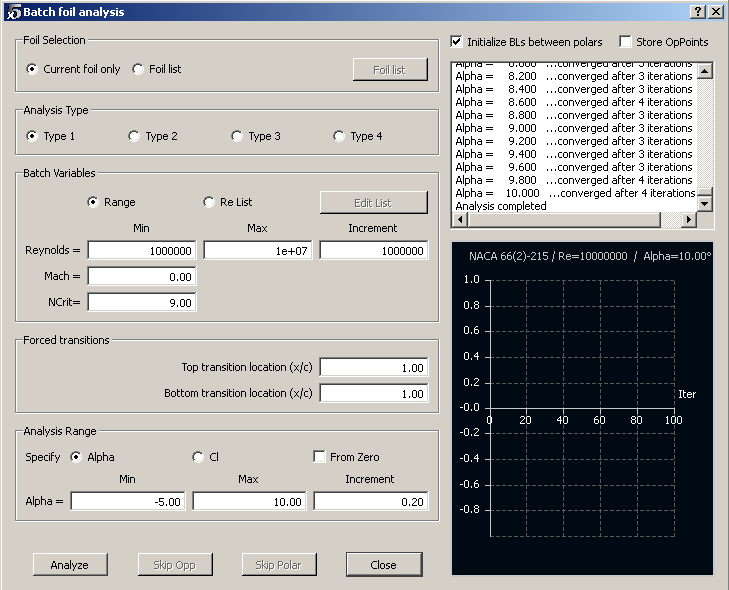 Batch foil analysis
Foil Selection
Current foil only
Foil list
Foil list
Analysis Type
Type 1
Type 2
Type 3
Type 4
Batch Variables
Range
Re List
Edit List
Min
Max
Increment
Reynolds =
1000000
1e+07
1000000
Mach =
0.00
NCrit=
9.00
Forced transitions
Top transition location (x/c)
1.00
Bottom transition location (x/c)
1.00
Analysis Range
Specify
Alpha
Cl
From Zero
Min
Max
Increment
Alpha =
-5.00
10.00
0.20
Analyze
Skip Opp
Skip Polar
Close
Initialize BLs between polars
Store OpPoints
Alpha = 8.000 ...converged after 3 iterations
Alpha = 8.200 ...converged after 3 iterations
Alpha = 8.400 ...converged after 3 iterations
Alpha = 8.600 ...converged after 4 iterations
Alpha = 8.800 ...converged after 3 iterations
Alpha = 9.000 ...converged after 3 iterations
Alpha = 9.200 ...converged after 3 iterations
Alpha = 9.400 ...converged after 3 iterations
Alpha = 9.600 ...converged after 3 iterations
Alpha = 9.800 ...converged after 4 iterations
Alpha = 10.000 ...converged after 4 iterations
Analysis completed
NACA 66(2)-215 / Re=10000000 / Alpha=10.00°
1.0
0.8
0.6
0.4
0.2
-0.0
-0.2
-0.4
-0.6
-0.8
0
20
40
60
80
100
Iter